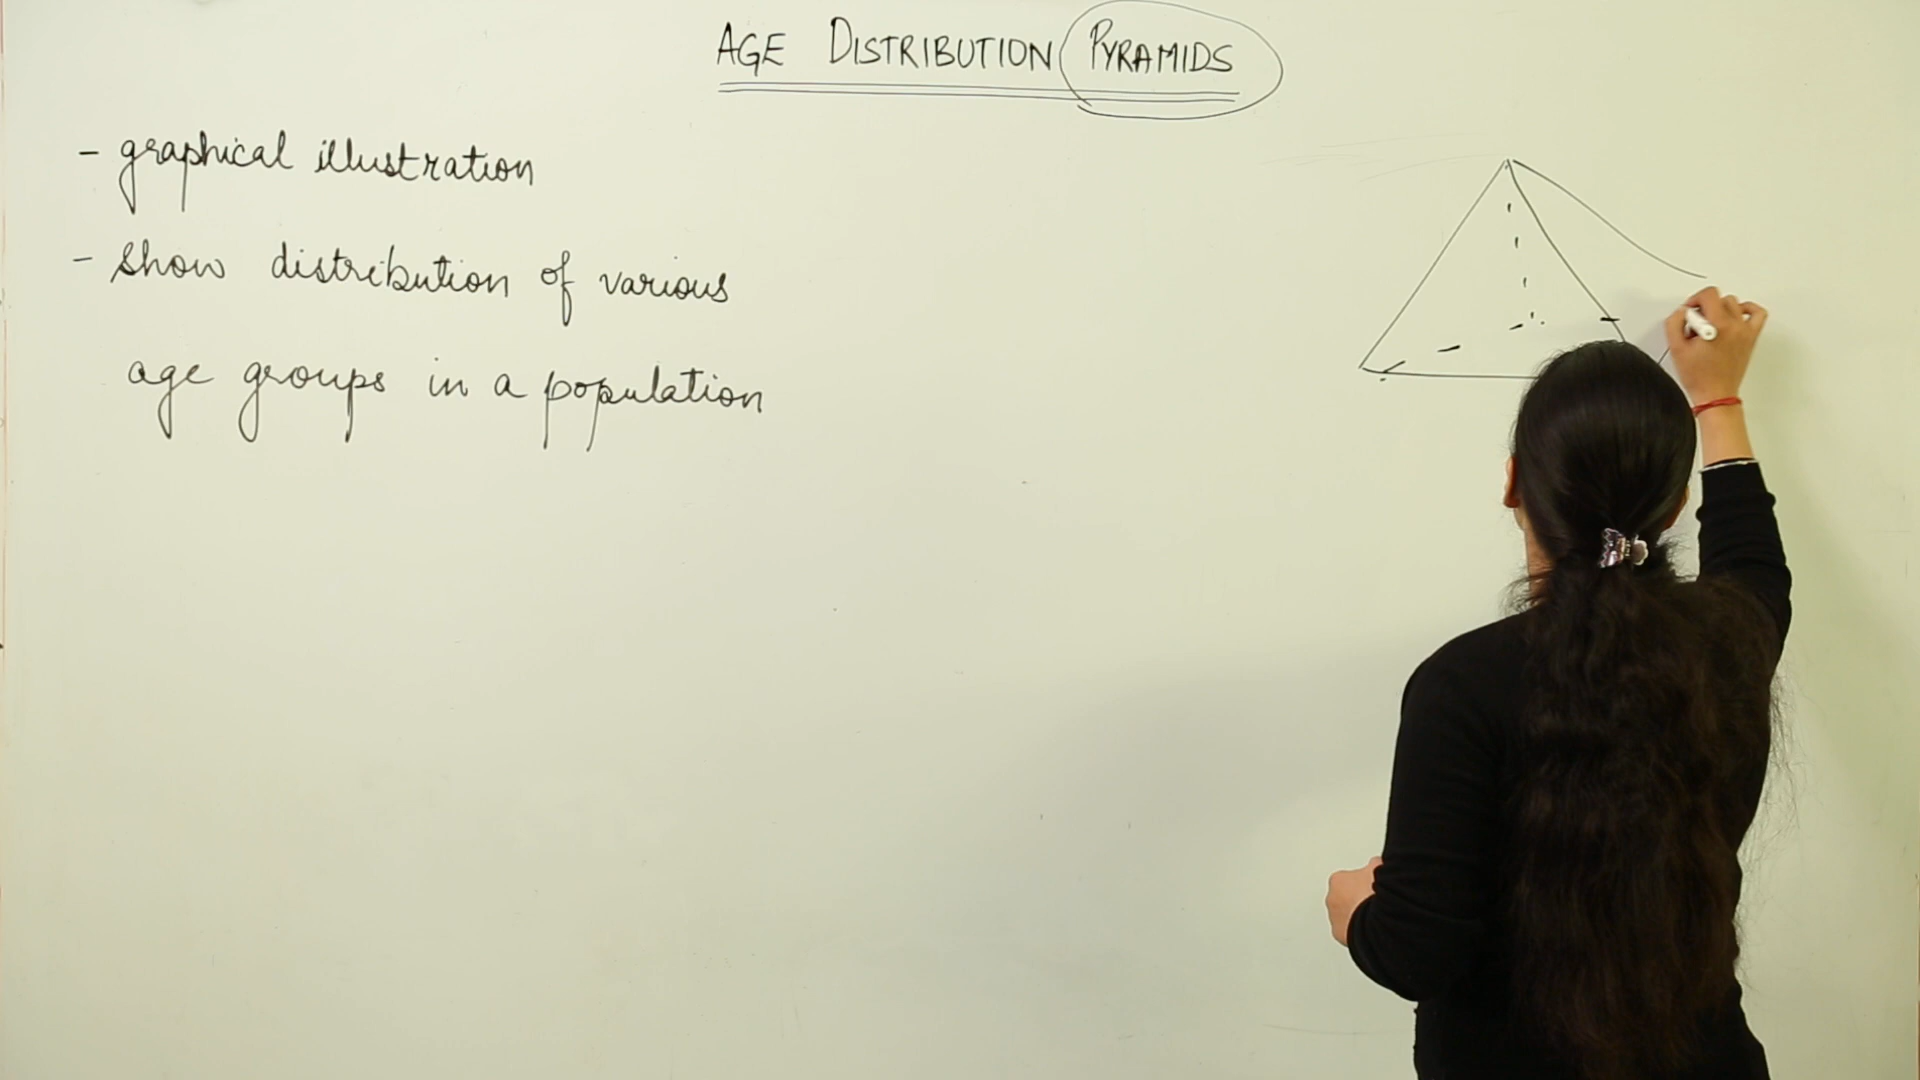 AGE DISTRIBUTION PYRAMIDS
- graphical illustration
- show distribution of various
age groups in a population